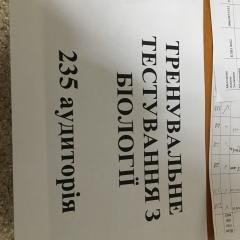 ТРЕНУВАЛЬНЕ
ТЕСТУВАННЯ З
БІОЛОГІЇ
235 аудиторія